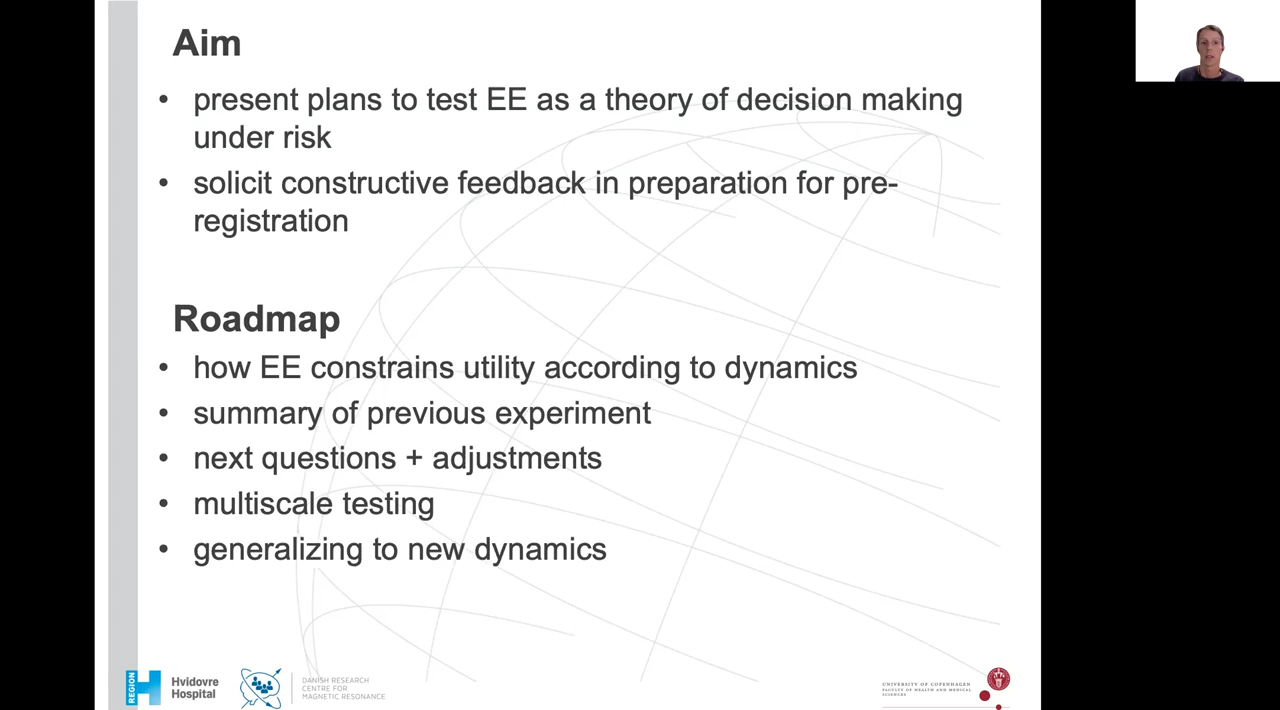 Aim
• present plans to test EE as a theory of decision making
under risk
• solicit constructive feedback in preparation for pre-
registration
Roadmap
• how EE constrains utility according to dynamics
• summary of previous experiment
• next questions + adjustments
• multiscale testing
• generalizing to new dynamics
REGION
Hvidovre
Hospital
DANISH RESEARCH
CENTRE FOR
MAGNETIC RESONANCE
UNIVERSITY OF COPENHAGEN
FACULTY OF HEALTH AND MEDICAL
SCIENCES